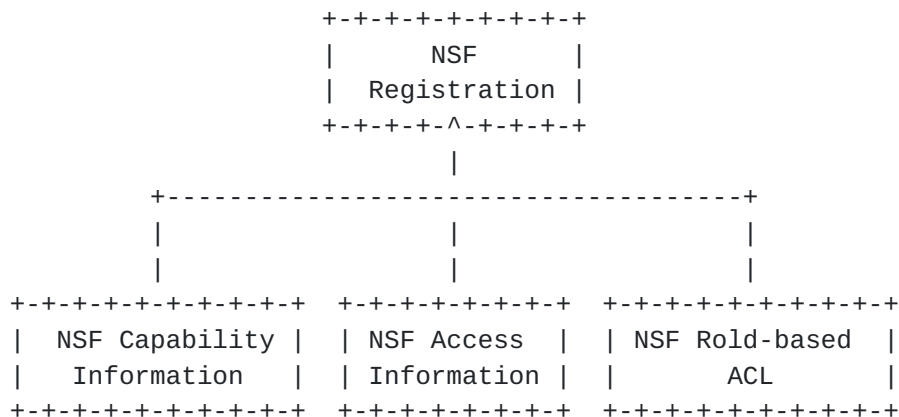 +-+-+-+-+-+-+-+-+
|      NSF      |
|  Registration |
+-+-+-+-^-+-+-+-+
|
+-------------------------------------+
|                  |                  |
|                  |                  |
+-+-+-+-+-+-+-+-+-+  +-+-+-+-+-+-+-+  +-+-+-+-+-+-+-+-+-+
|  NSF Capability |  | NSF Access  |  | NSF Rold-based  |
|   Information   |  | Information |  |       ACL       |
+-+-+-+-+-+-+-+-+-+  +-+-+-+-+-+-+-+  +-+-+-+-+-+-+-+-+-+